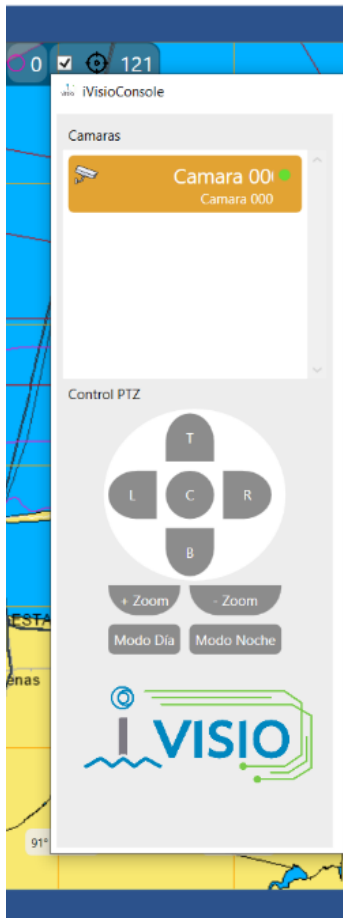 0 121
iVisioConsole
Camaras
Camara 00
Camara 000
Control PTZ
T
L C R
B
+ Zoom - Zoom
Modo Día Modo Noche
ESTA
enas
iVISIO
91°